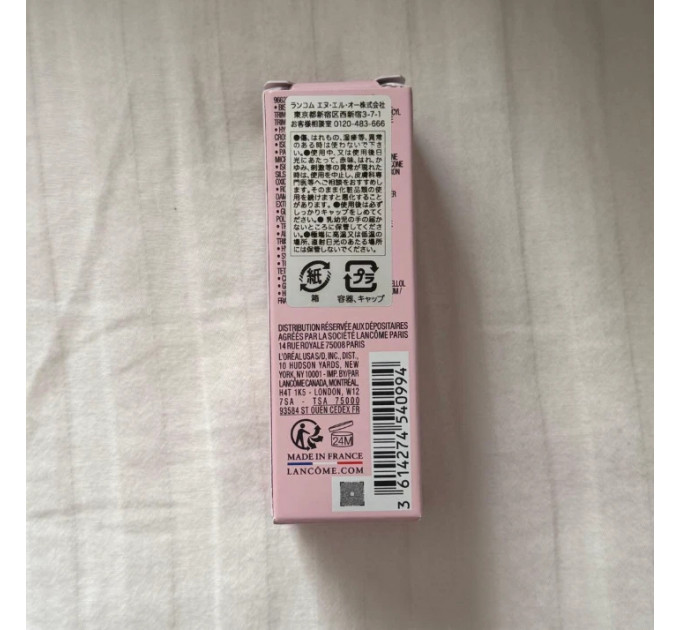 ランコム エヌ・エル・オー株式会社
東京都新宿区西新宿3-7-1
お客様相談室 0120-483-666
●傷、はれもの、湿疹等、異常
のある時は使わないで下さ
い。●使用中、又は使用後日
光にあたって、赤味、はれ、か
ゆみ、刺激等の異常が現れた
時は、使用を中止し、皮膚科専
門医等へご相談をおすすめし
ます。そのまま化粧品類の使
用を続けますと悪化すること
があります。●使用後は必ず
しっかりキャップをしめてく
ださい。●乳幼児の手の届か
ないところに保管してくださ
い。●極端に高温又は低温の
場所、直射日光のあたる場所
には保管しないでください。
紙 プラ
箱 容器、キャップ
DISTRIBUTION RÉSERVÉE AUX DÉPOSITAIRES
AGRÉÉS PAR LA SOCIÉTÉ LANCÔME PARIS
14 RUE ROYALE 75008 PARIS
L'ORÉAL USA S/D, INC., DIST.,
10 HUDSON YARDS, NEW
YORK, NY 10001 - IMP. BY/PAR
LANCÔME CANADA, MONTRÉAL,
H4T 1K5 - LONDON, W12
7SA - TSA 75000
93584 ST OUEN CEDEX FR
24M
MADE IN FRANCE
LANCOME.COM
3 614274 540994